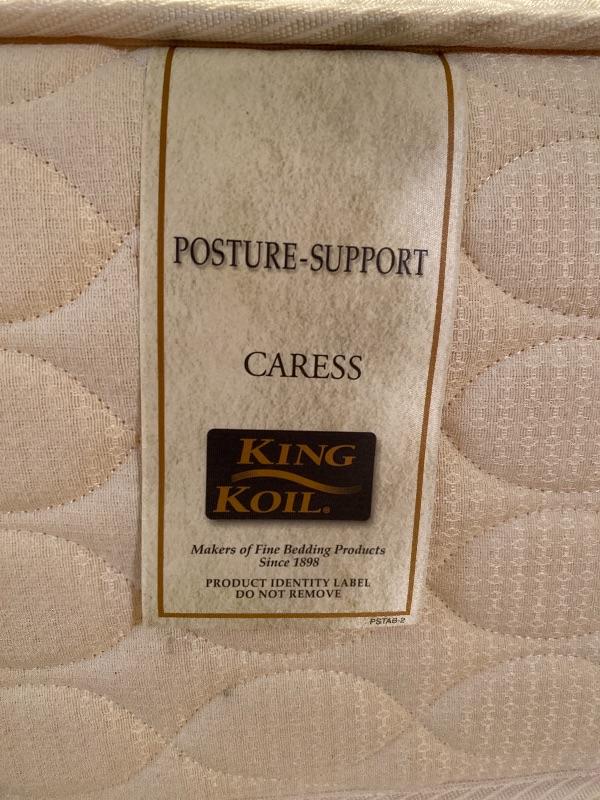 POSTURE-SUPPORT
CARESS
KING
KOIL®
Makers of Fine Bedding Products
Since 1898
PRODUCT IDENTITY LABEL
DO NOT REMOVE
PSTAB-2